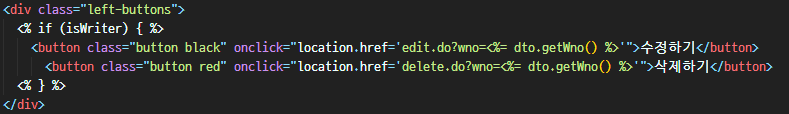 <div class="left-buttons">
  <% if (isWriter) { %>
    <button class="button black" onclick="location.href='edit.do?wno=<%= dto.getWno() %>'">수정하기</button>
      <button class="button red" onclick="location.href='delete.do?wno=<%= dto.getWno() %>'">삭제하기</button>
  <% } %>
</div>